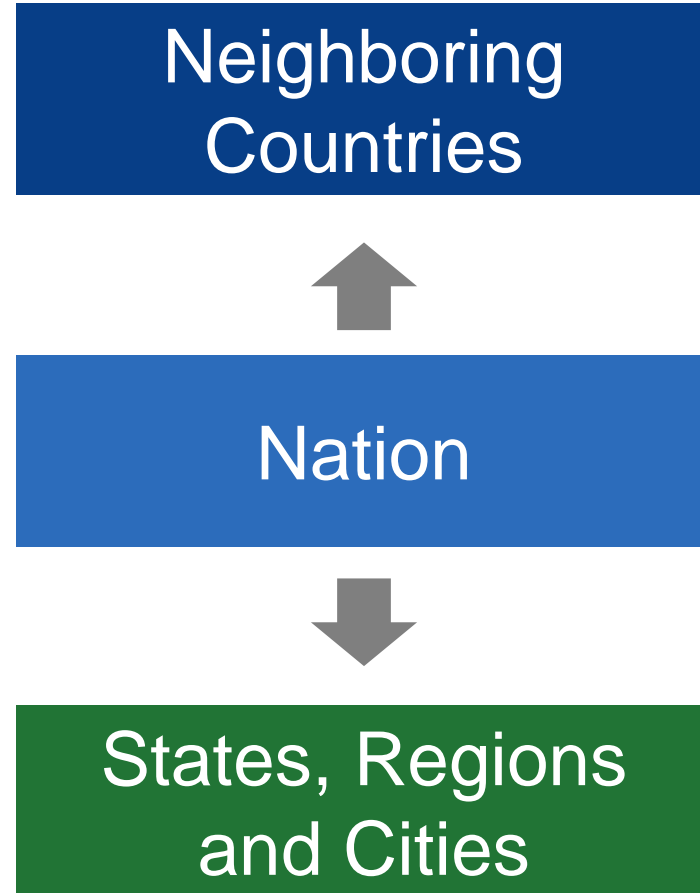 Neighboring
Countries
Nation
States, Regions
and Cities